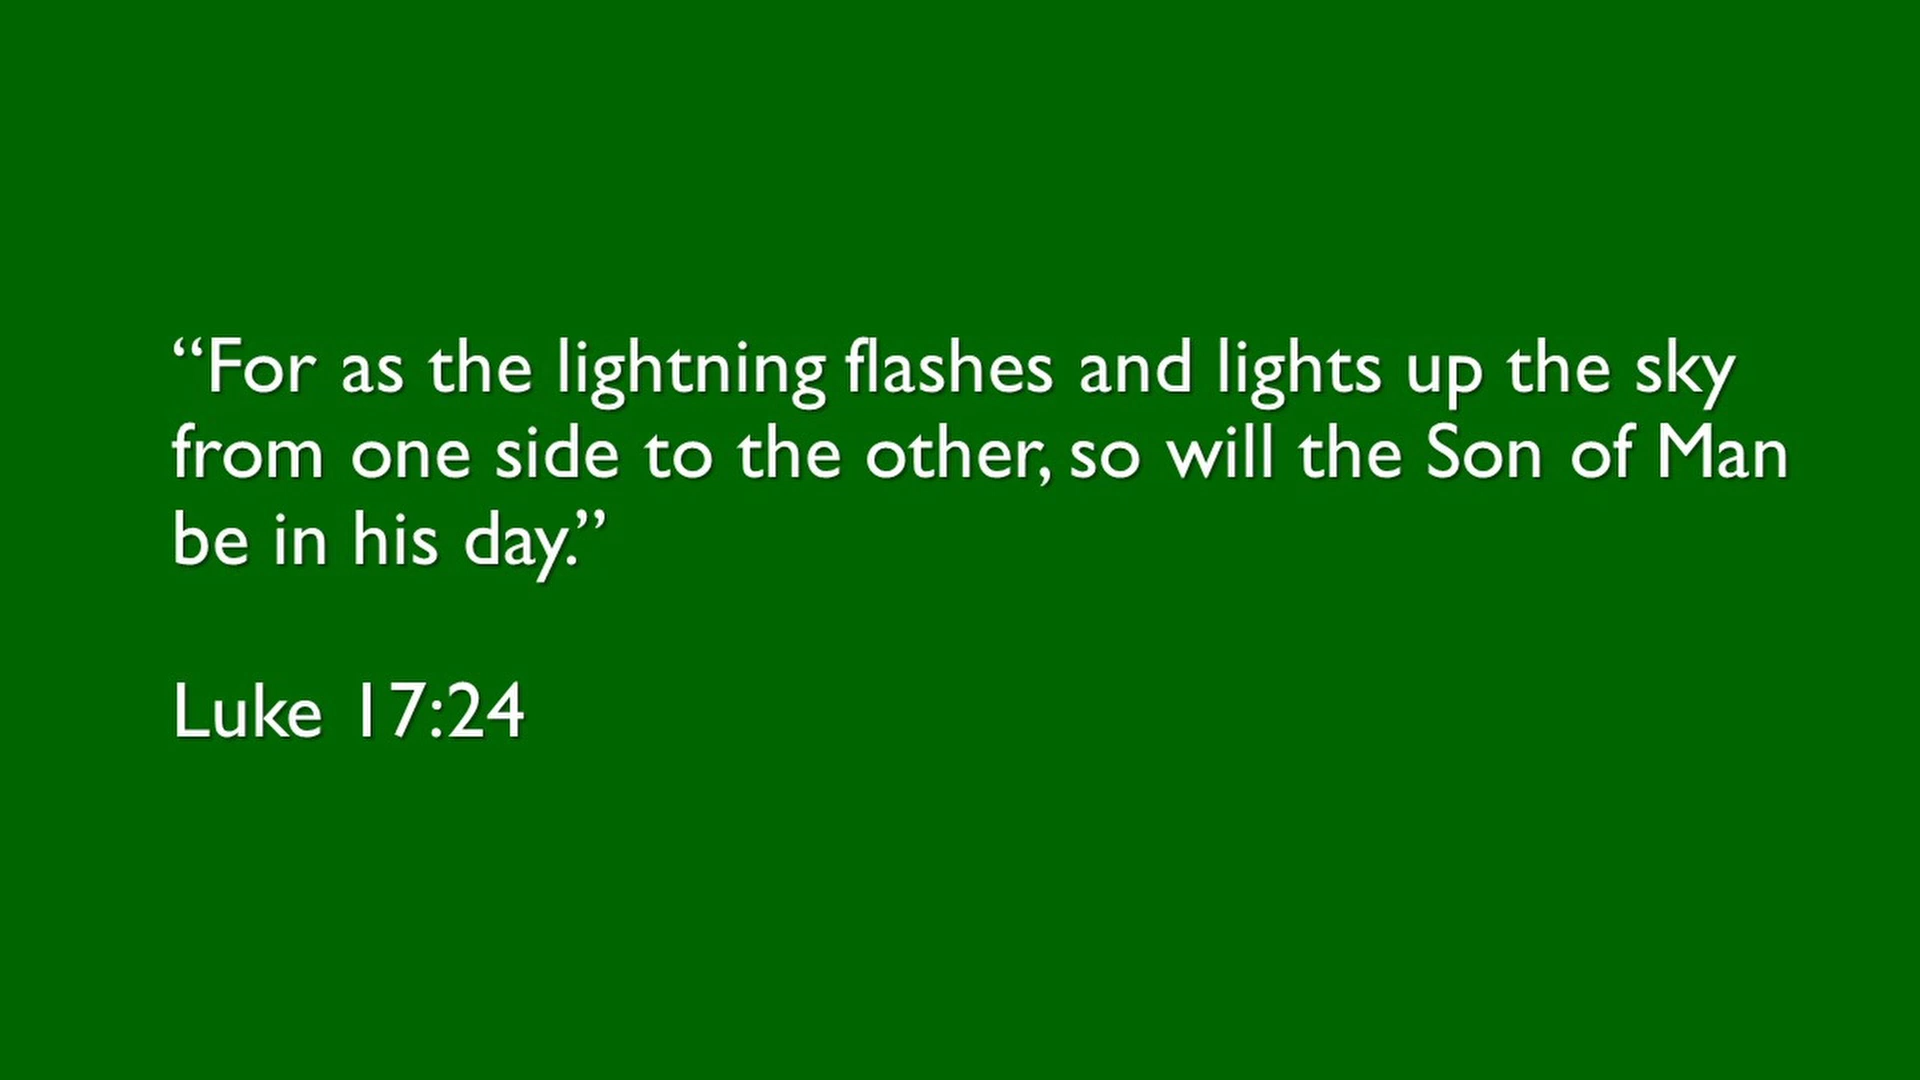 “For as the lightning flashes and lights up the sky
from one side to the other, so will the Son of Man
be in his day.”
Luke 17:24